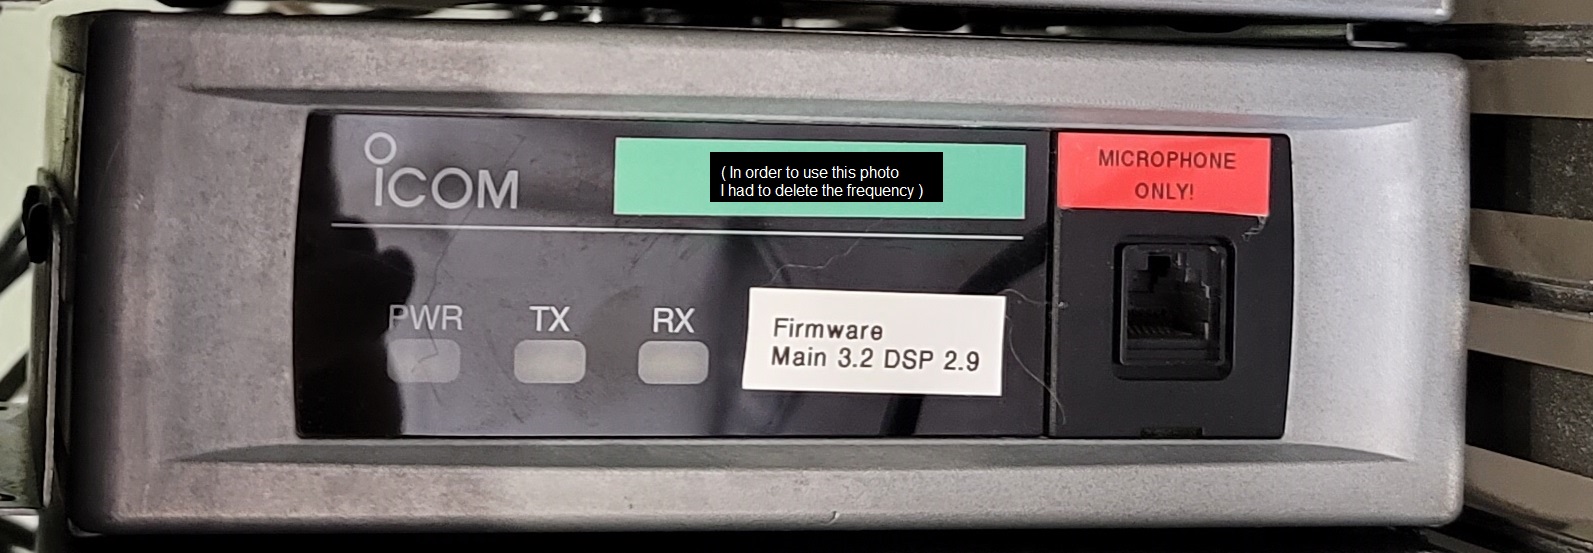 ICOM
( In order to use this photo
I had to delete the frequency )
MICROPHONE
ONLY!
PWR TX RX
Firmware
Main 3.2 DSP 2.9